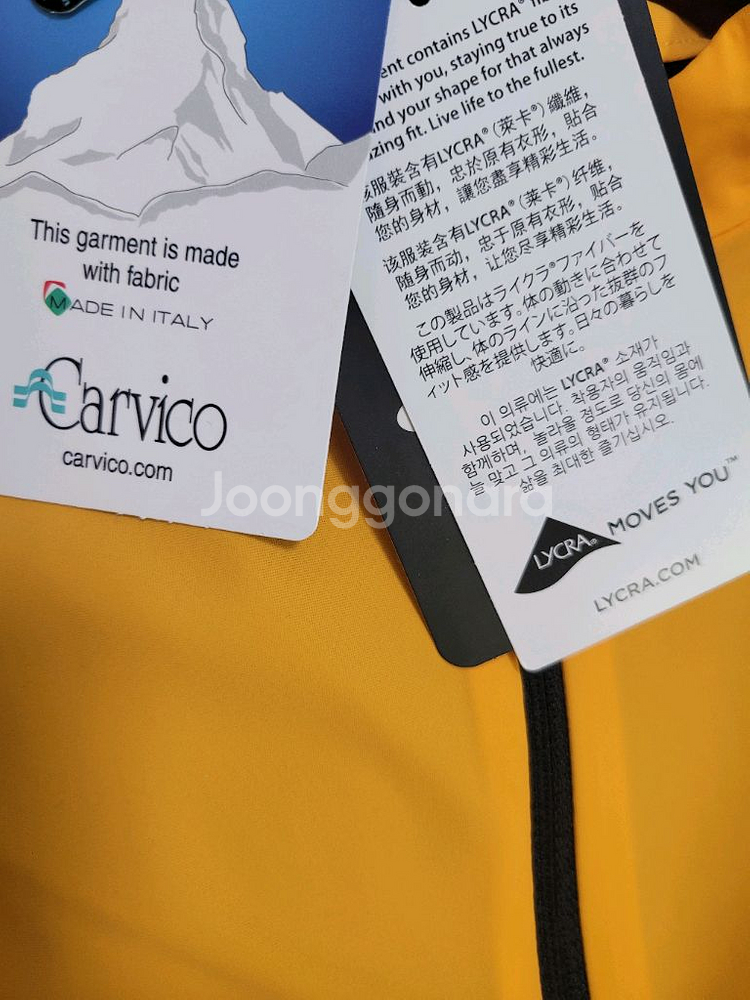 This garment is made
with fabric
MADE IN ITALY
Carvico
carvico.com
ent contains LYCRA®
with you, staying true to its
nd your shape for that always
zing fit. Live life to the fullest.
该服裝含有LYCRA®（萊卡®）纖維，
隨身而動，忠於原有衣形，貼合
您的身材，讓您盡享精彩生活。
该服装含有LYCRA®（莱卡®）纤维，
随身而动，忠于原有衣形，贴合
您的身材，让您尽享精彩生活。
この製品はライクラ®ファイバーを
使用しています。体の動きに合わせて
伸縮し、体のラインに沿った抜群のフ
ィット感を提供します。日々の暮らしを
快適に。
이 의류에는 LYCRA® 소재가
사용되었습니다. 착용자의 움직임과
함께하며, 놀라울 정도로 당신의 몸에
늘 맞고 그 의류의 형태가 유지됩니다.
삶을 최대한 즐기십시오.
LYCRA® MOVES YOU™
LYCRA.COM
Joonggonara